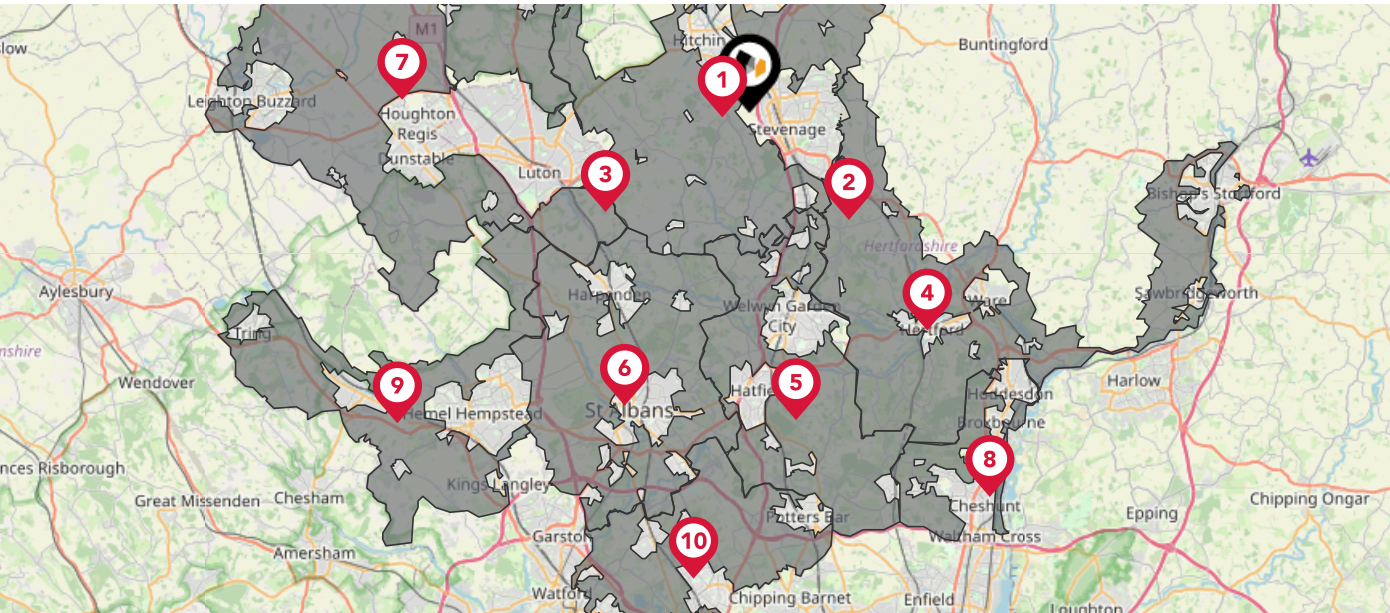 slow
M1
Hitchin
Buntingford
7
1
Leighton Buzzard
Houghton
Regis
Stevenage
Dunstable
Luton
3
2
Bishop's Stortford
Hertfordshire
Aylesbury
Harpenden
Welwyn Garden
City
4
Ware
Hertford
Sawbridgeworth
Tring
nshire
Wendover
9
6
5
Harlow
Hemel Hempstead
St Albans
Hatfie
Hoddesdon
Broxbourne
nces Risborough
Great Missenden
Chesham
Kings Langley
8
Chipping Ongar
Cheshunt
Epping
Potters Bar
Amersham
Garston
10
Waltham Cross
Watfor
Chipping Barnet
Enfield
Loughton